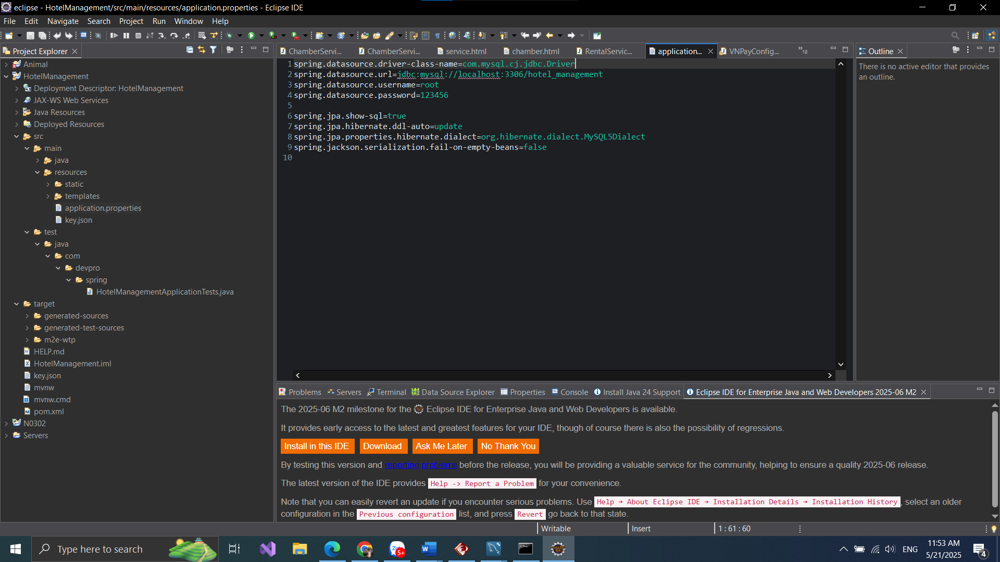 eclipse - HotelManagement/src/main/resources/application.properties - Eclipse IDE
File Edit Navigate Search Project Run Window Help
Project Explorer
Animal
HotelManagement
Deployment Descriptor: HotelManagement
JAX-WS Web Services
Java Resources
Deployed Resources
src
main
java
resources
static
templates
application.properties
key.json
test
java
com
devpro
spring
HotelManagementApplicationTests.java
target
generated-sources
generated-test-sources
m2e-wtp
HELP.md
HotelManagement.iml
key.json
mvnw
mvnw.cmd
pom.xml
N0302
Servers
ChamberServi... ChamberServi... service.html chamber.html RentalServic... application... VNPayConfig... »18
1 spring.datasource.driver-class-name=com.mysql.cj.jdbc.Driver
2 spring.datasource.url=jdbc:mysql://localhost:3306/hotel_management
3 spring.datasource.username=root
4 spring.datasource.password=123456
5
6 spring.jpa.show-sql=true
7 spring.jpa.hibernate.ddl-auto=update
8 spring.jpa.properties.hibernate.dialect=org.hibernate.dialect.MySQL5Dialect
9 spring.jackson.serialization.fail-on-empty-beans=false
10
Outline
There is no active editor that provides
an outline.
Problems Servers Terminal Data Source Explorer Properties Console Install Java 24 Support Eclipse IDE for Enterprise Java and Web Developers 2025-06 M2
The 2025-06 M2 milestone for the Eclipse IDE for Enterprise Java and Web Developers is available.
It provides early access to the latest and greatest features for your IDE, though of course there is also the possibility of regressions.
Install in this IDE Download Ask Me Later No Thank You
By testing this version and reporting problems before the release, you will be providing a valuable service for the community, helping to ensure a quality 2025-06 release.
The latest version of the IDE provides Help -> Report a Problem for your convenience.
Note that you can easily revert an update if you encounter serious problems. Use Help → About Eclipse IDE → Installation Details → Installation History, select an older
configuration in the Previous configuration list, and press Revert go back to that state.
Writable Insert 1 : 61 : 60
Type here to search
5+
ENG
11:53 AM
5/21/2025
4